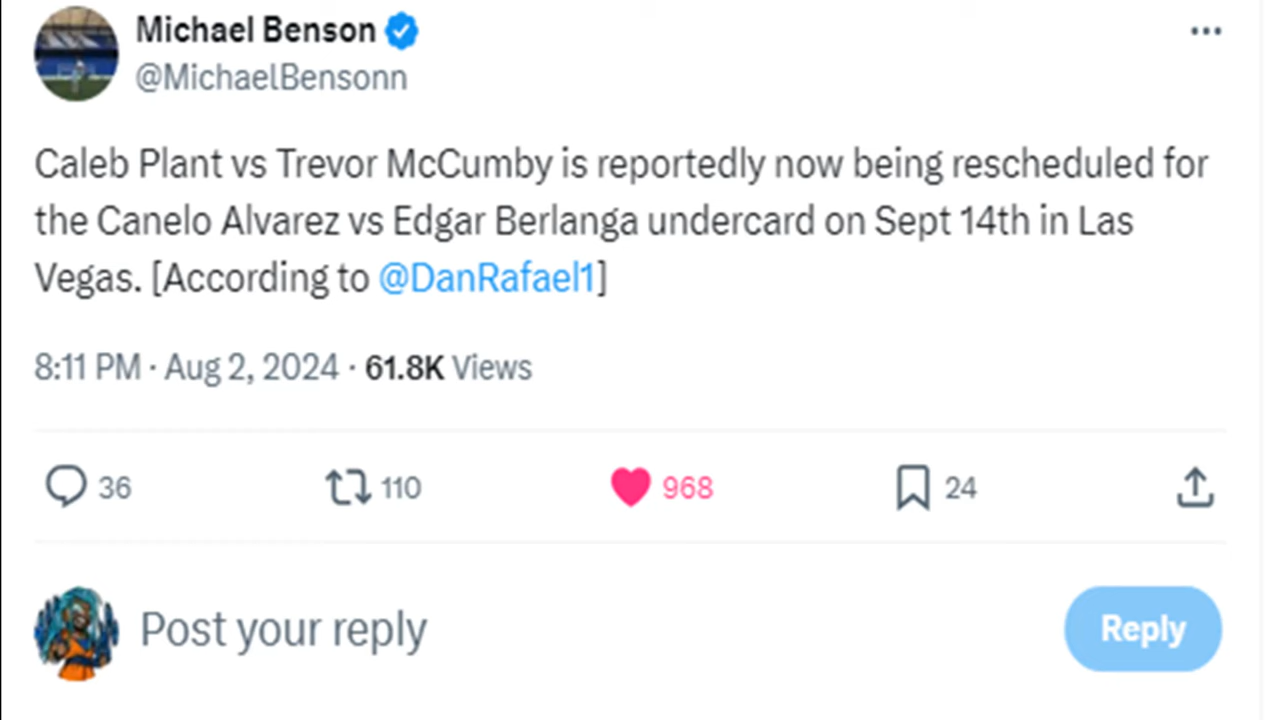 Michael Benson
@MichaelBensonn
Caleb Plant vs Trevor McCumby is reportedly now being rescheduled for
the Canelo Alvarez vs Edgar Berlanga undercard on Sept 14th in Las
Vegas. [According to @DanRafael1]
8:11 PM · Aug 2, 2024 · 61.8K Views
36 110 968 24
Post your reply Reply